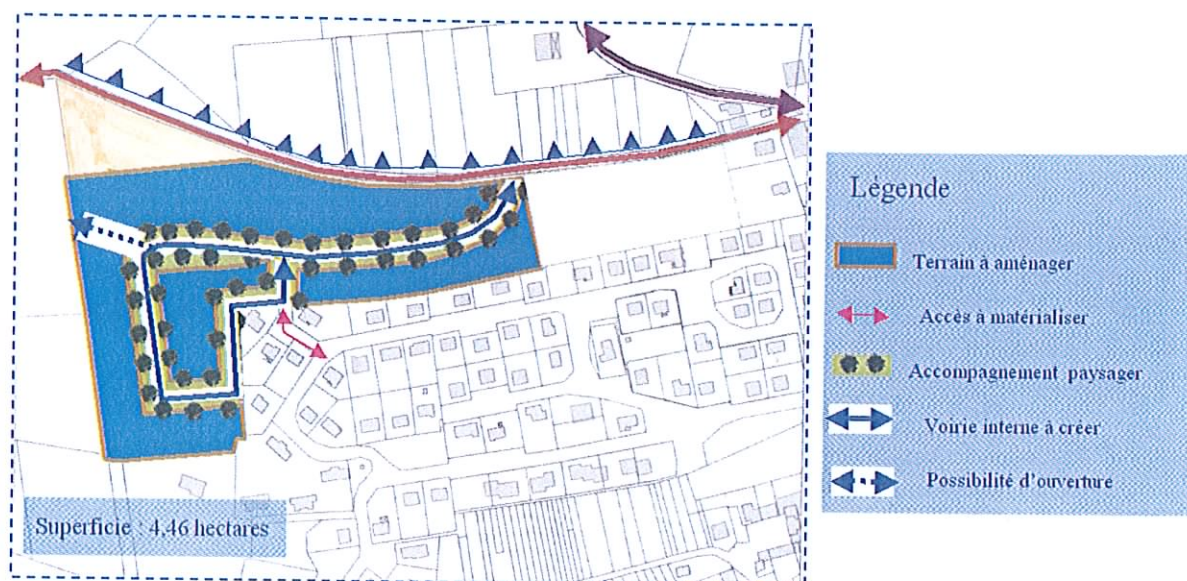 Légende
Terrain à aménager
Accès à matérialiser
Accompagnement paysager
Voirie interne à créer
Possibilité d'ouverture
Superficie : 4,46 hectares